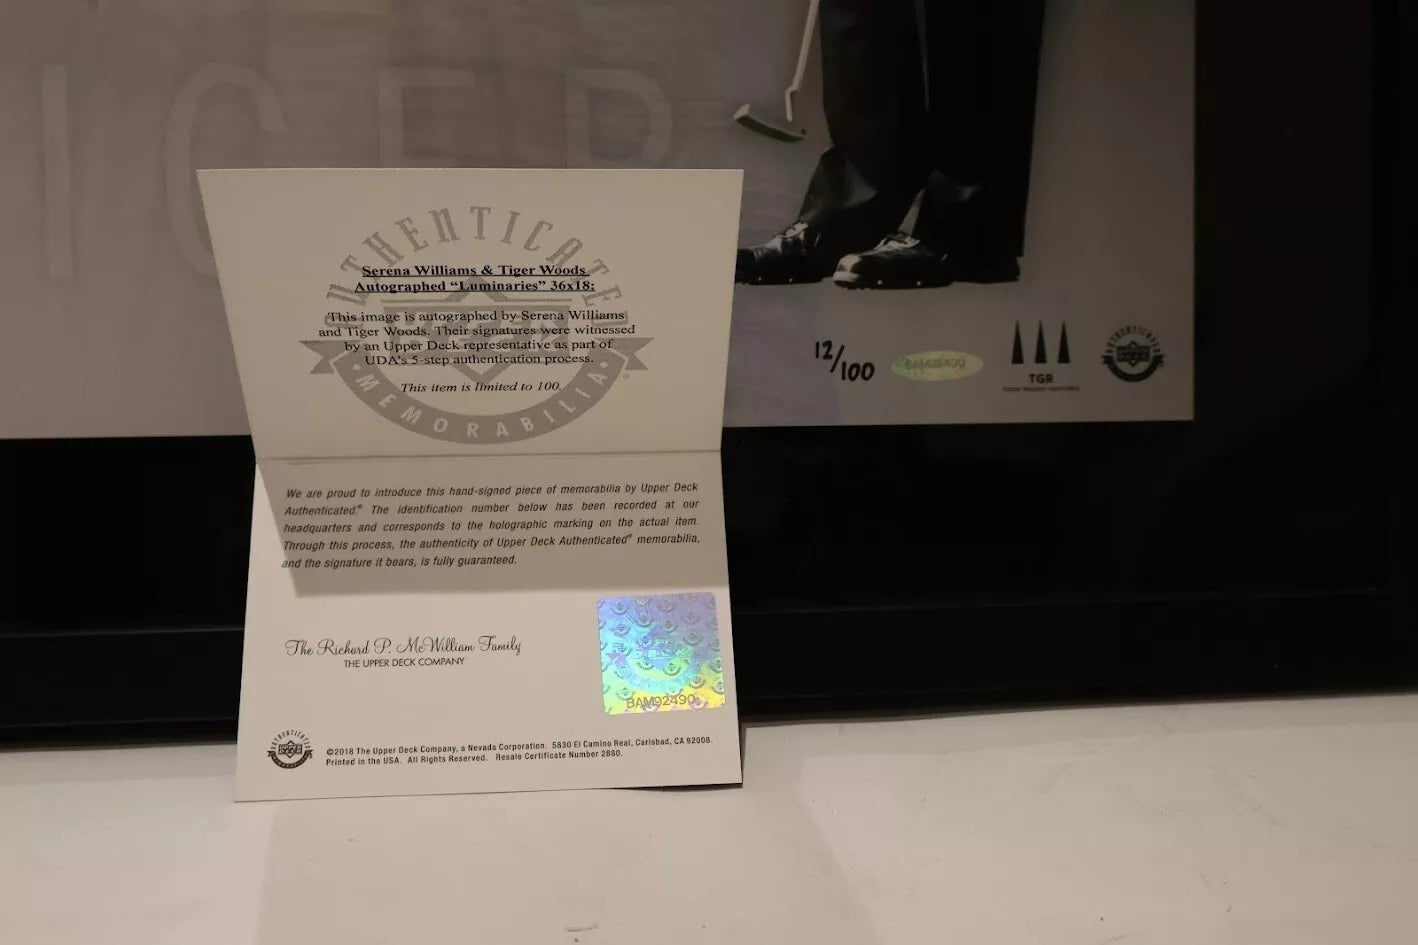 IGER
AUTHENTICATED
Serena Williams & Tiger Woods
Autographed “Luminaries” 36x18:
This image is autographed by Serena Williams
and Tiger Woods. Their signatures were witnessed
by an Upper Deck representative as part of
UDA's 5-step authentication process.
This item is limited to 100.
MEMORABILIA
We are proud to introduce this hand-signed piece of memorabilia by Upper Deck
Authenticated.® The identification number below has been recorded at our
headquarters and corresponds to the holographic marking on the actual item.
Through this process, the authenticity of Upper Deck Authenticated® memorabilia,
and the signature it bears, is fully guaranteed.
The Richard P. McWilliam Family
THE UPPER DECK COMPANY
BAM92490
©2018 The Upper Deck Company, a Nevada Corporation. 5830 El Camino Real, Carlsbad, CA 92008.
Printed in the USA. All Rights Reserved. Resale Certificate Number 2880.
12/100
BAM92490
TGR